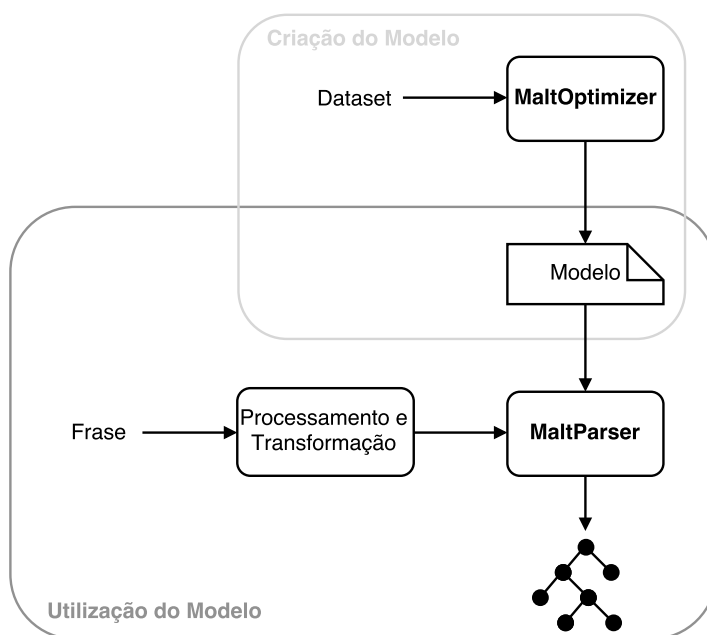 Criação do Modelo
Dataset
MaltOptimizer
Modelo
Frase
Processamento e
Transformação
MaltParser
Utilização do Modelo